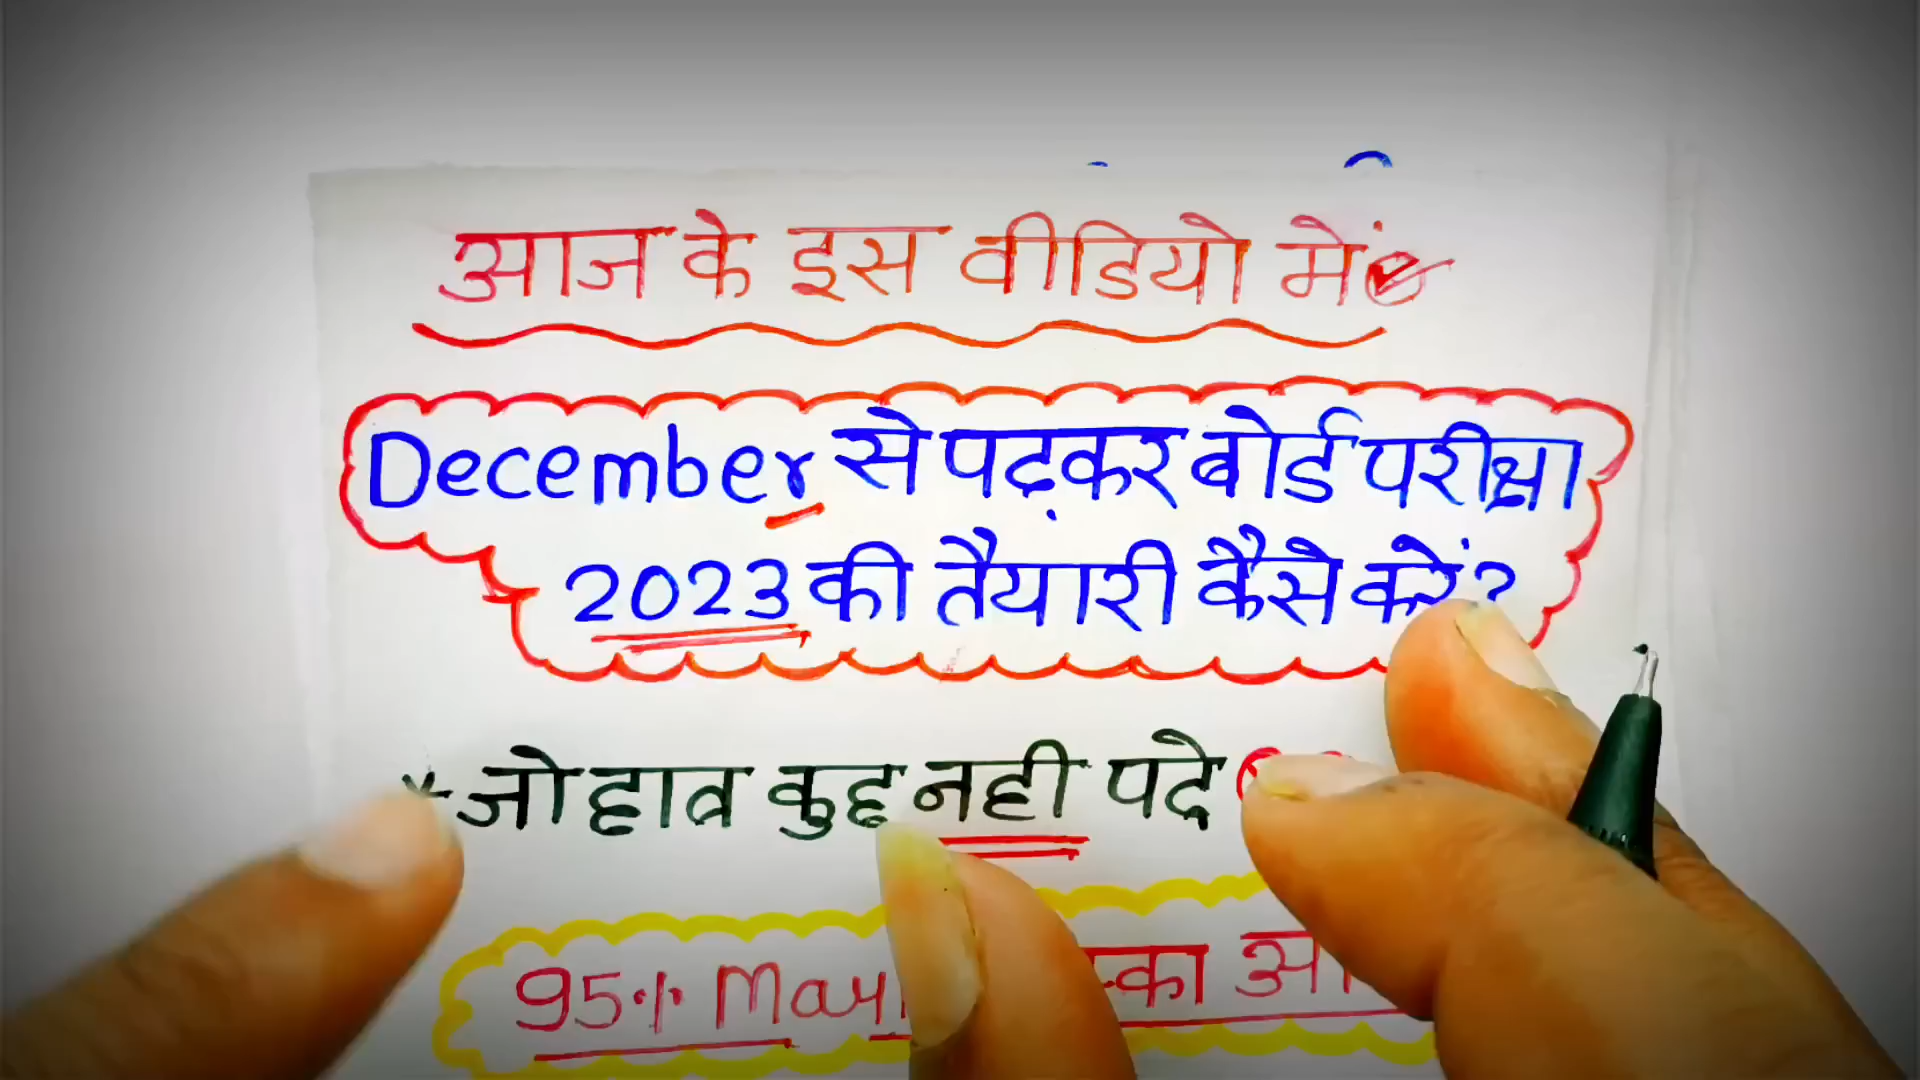 आज के इस वीडियो में
December से पढ़कर बोर्ड परीक्षा
2023 की तैयारी कैसे करें?
* जो छात्र कुछ नही पढे
95% का